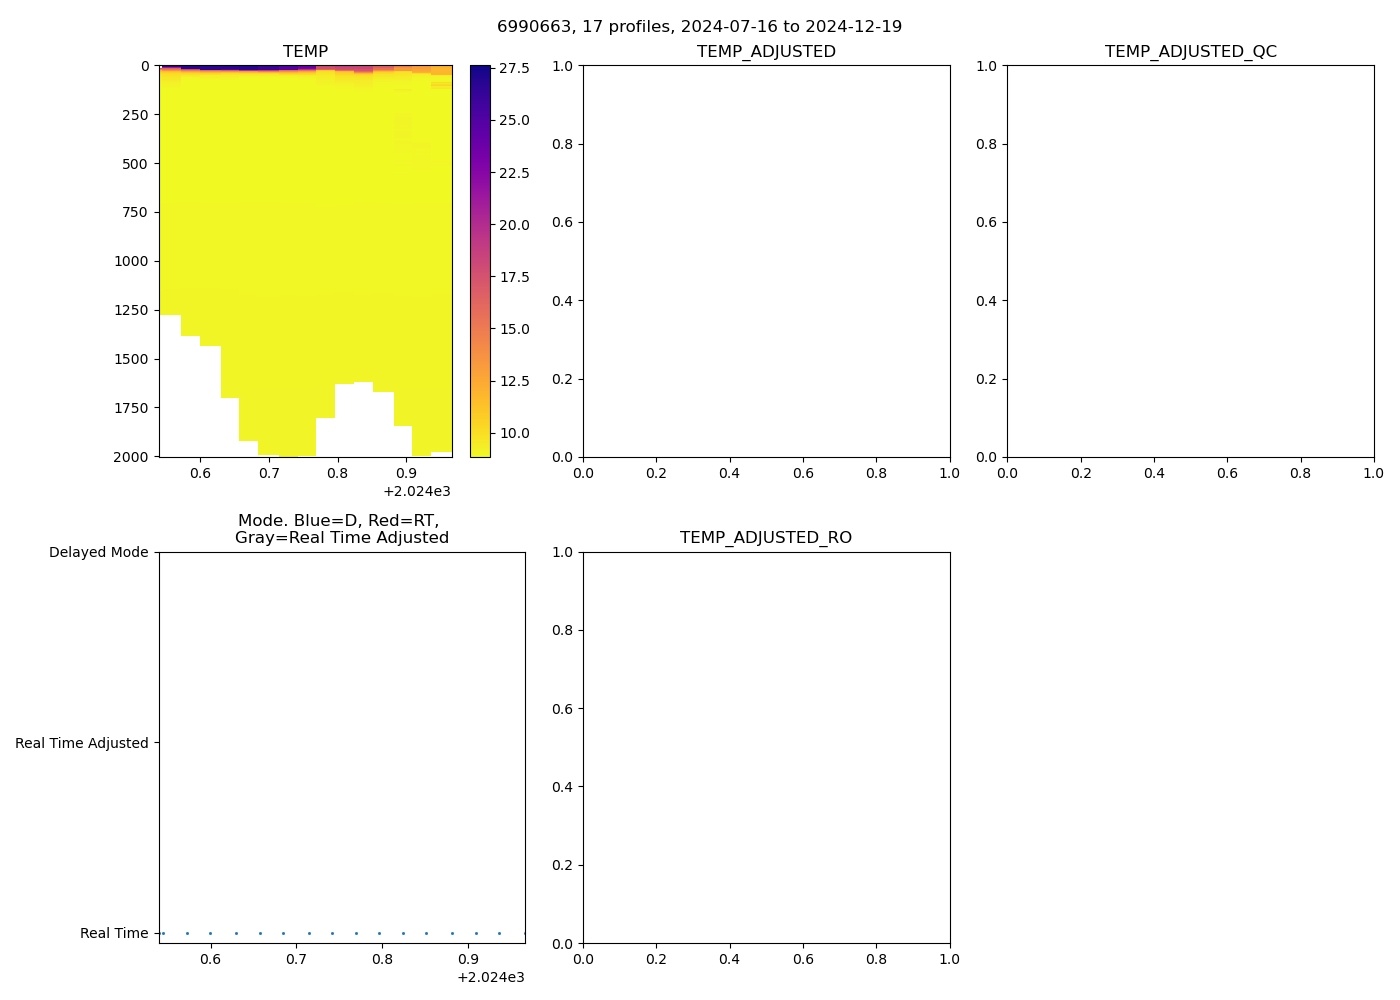 6990663, 17 profiles, 2024-07-16 to 2024-12-19
TEMP
0
250
500
750
1000
1250
1500
1750
2000
0.6 0.7 0.8 0.9
+2.024e3
27.5
25.0
22.5
20.0
17.5
15.0
12.5
10.0
TEMP_ADJUSTED
1.0
0.8
0.6
0.4
0.2
0.0
0.0 0.2 0.4 0.6 0.8 1.0
TEMP_ADJUSTED_QC
1.0
0.8
0.6
0.4
0.2
0.0
0.0 0.2 0.4 0.6 0.8 1.0
Mode. Blue=D, Red=RT,
Gray=Real Time Adjusted
Delayed Mode
Real Time Adjusted
Real Time
0.6 0.7 0.8 0.9
+2.024e3
TEMP_ADJUSTED_RO
1.0
0.8
0.6
0.4
0.2
0.0
0.0 0.2 0.4 0.6 0.8 1.0